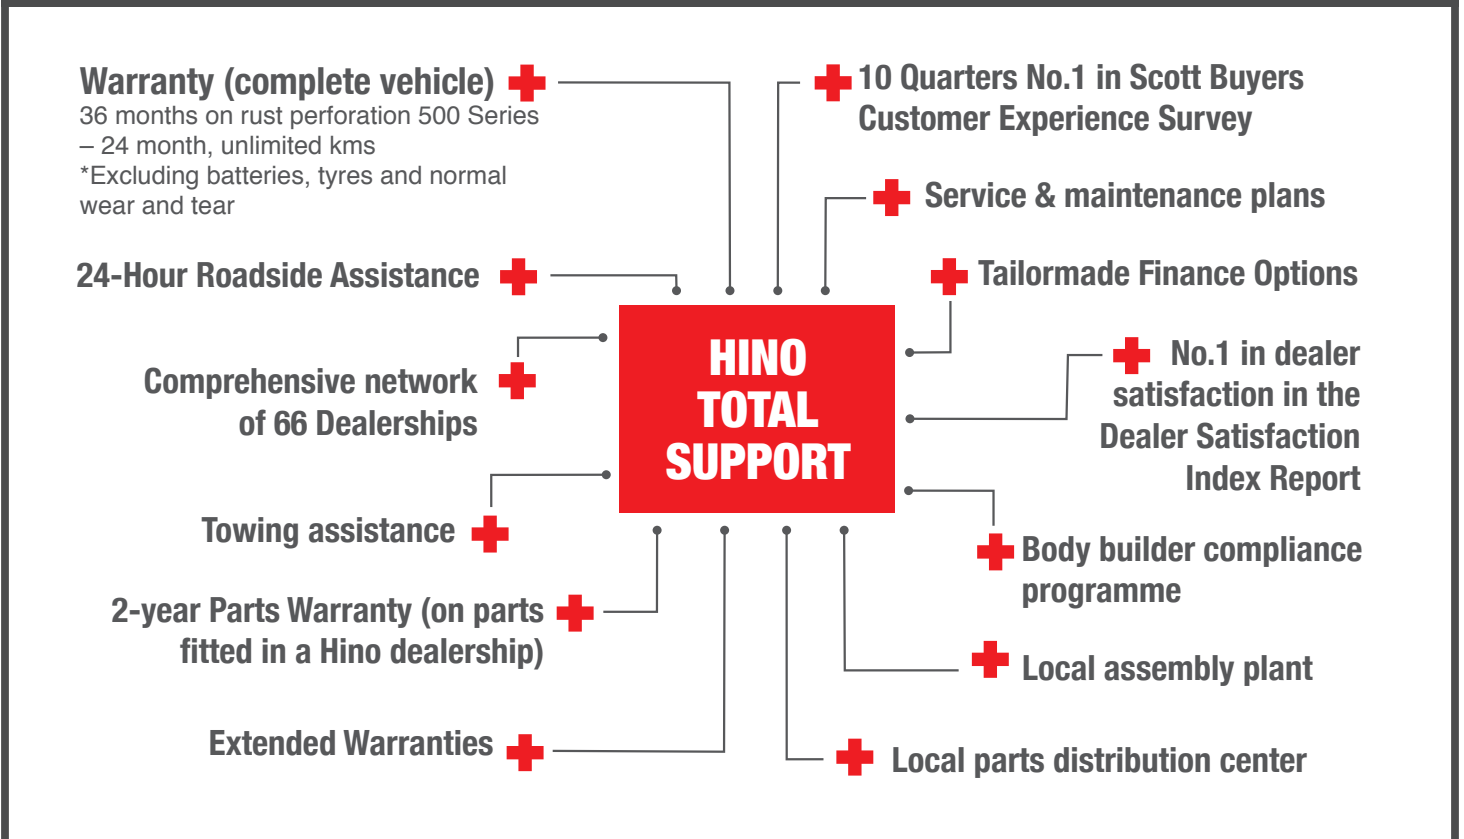 Warranty (complete vehicle)
36 months on rust perforation 500 Series
– 24 month, unlimited kms
*Excluding batteries, tyres and normal
wear and tear
24-Hour Roadside Assistance
Comprehensive network
of 66 Dealerships
Towing assistance
2-year Parts Warranty (on parts
fitted in a Hino dealership)
Extended Warranties
HINO
TOTAL
SUPPORT
10 Quarters No.1 in Scott Buyers
Customer Experience Survey
Service & maintenance plans
Tailormade Finance Options
No.1 in dealer
satisfaction in the
Dealer Satisfaction
Index Report
Body builder compliance
programme
Local assembly plant
Local parts distribution center